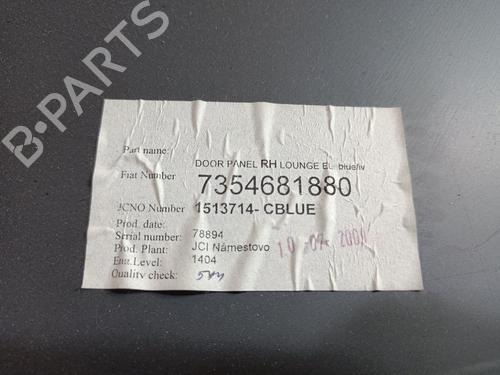 B-PARTS
Part name: DOOR PANEL RH LOUNGE EL
Fiat Number 7354681880
JCNO Number 1513714- CBLUE
Prod. date:
Serial number: 78894
Prod. Plant: JCI Námestovo
Eng.Level: 1404
Quality check: